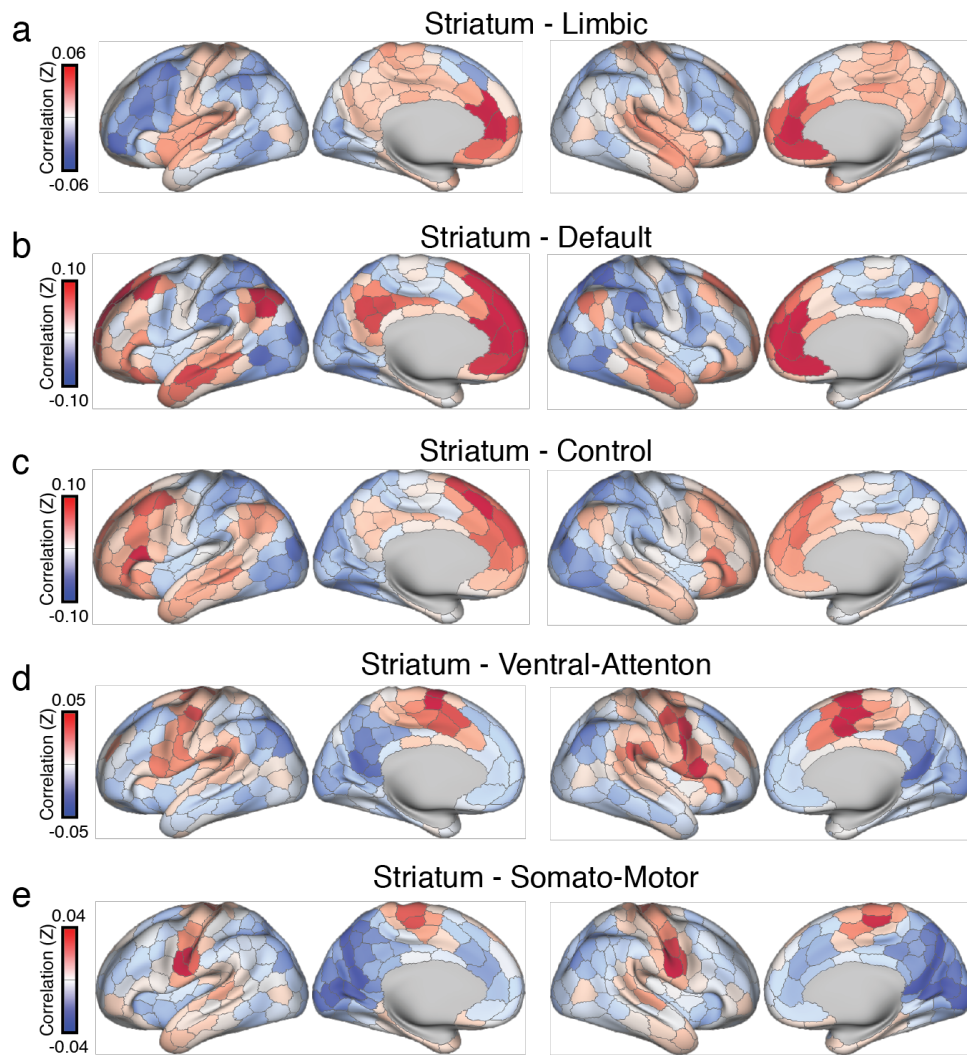 a
Striatum - Limbic
0.06
Correlation (Z)
-0.06
b
Striatum - Default
0.10
Correlation (Z)
-0.10
c
Striatum - Control
0.10
Correlation (Z)
-0.10
d
Striatum - Ventral-Attenton
0.05
Correlation (Z)
-0.05
e
Striatum - Somato-Motor
0.04
Correlation (Z)
-0.04